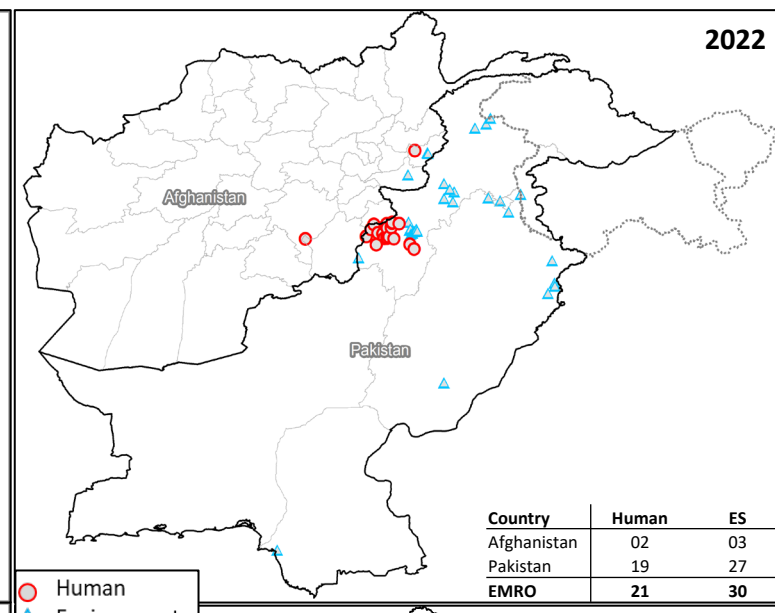 2022
Afghanistan
Pakistan
Country Human ES
Afghanistan 02 03
Pakistan 19 27
EMRO 21 30
Human